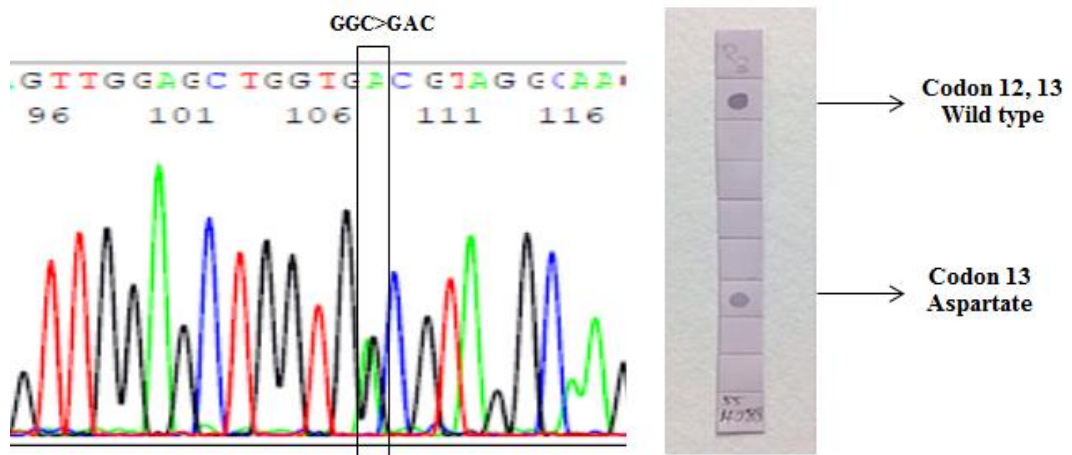 GGC>GAC
GTTGGAGCTGGTGACGTAGGCAA
96 101 106 111 116
Codon 12, 13
Wild type
Codon 13
Aspartate